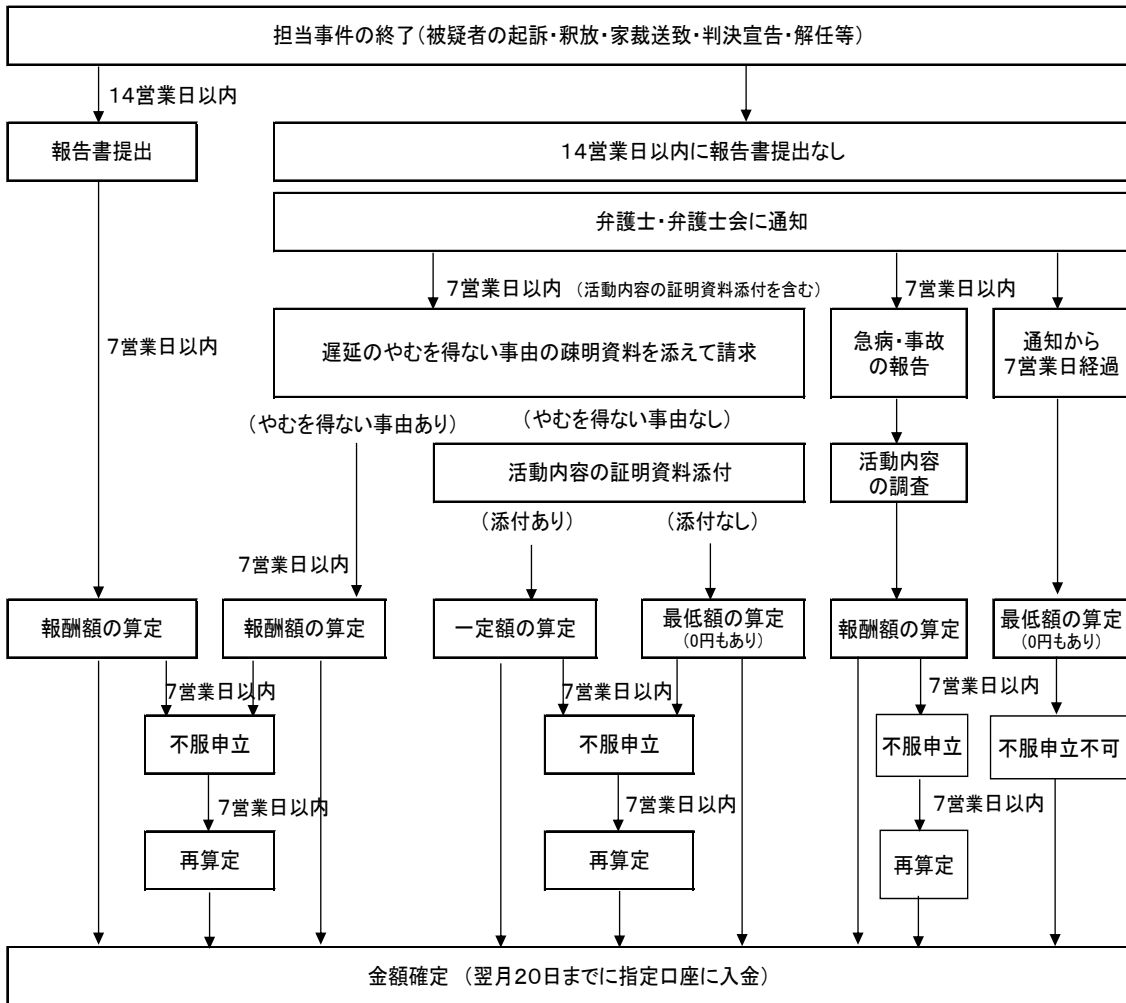 担当事件の終了（被疑者の起訴・釈放・家裁送致・判決宣告・解任等）
14営業日以内
報告書提出
14営業日以内に報告書提出なし
弁護士・弁護士会に通知
7営業日以内 （活動内容の証明資料添付を含む）
7営業日以内
7営業日以内
遅延のやむを得ない事由の疎明資料を添えて請求
急病・事故
の報告
通知から
7営業日経過
（やむを得ない事由あり）
（やむを得ない事由なし）
活動内容の証明資料添付
活動内容
の調査
（添付あり）
（添付なし）
7営業日以内
報酬額の算定
報酬額の算定
一定額の算定
最低額の算定
（0円もあり）
報酬額の算定
最低額の算定
（0円もあり）
7営業日以内
7営業日以内
7営業日以内
不服申立
不服申立
不服申立
不服申立不可
7営業日以内
7営業日以内
7営業日以内
再算定
再算定
再算定
金額確定 （翌月20日までに指定口座に入金）